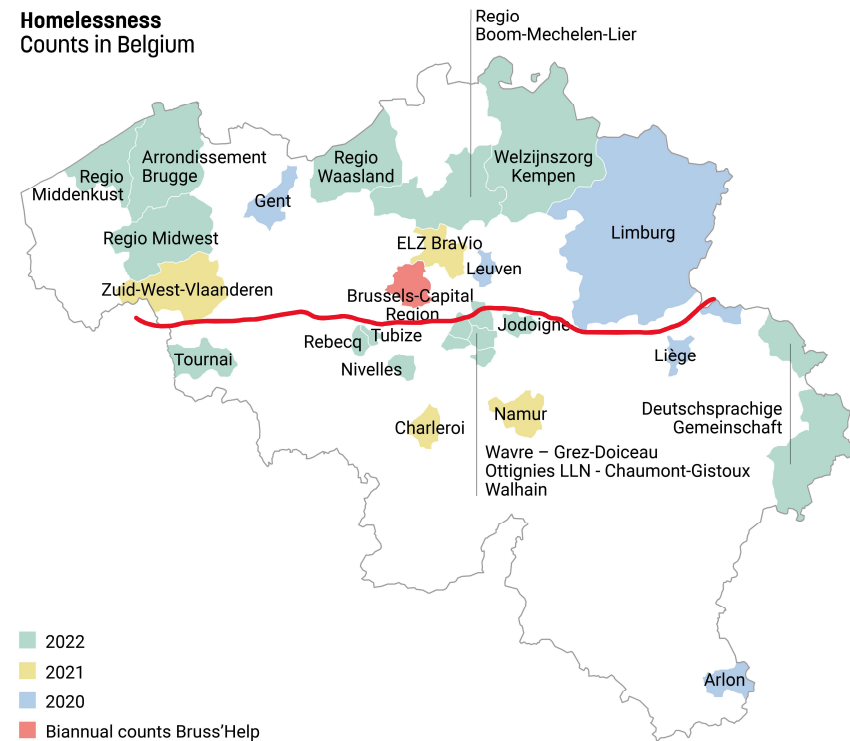 Homelessness
Counts in Belgium
Regio
Boom-Mechelen-Lier
Arrondissement
Brugge
Regio
Middenkust
Regio
Waasland
Welzijnszorg
Kempen
Gent
Limburg
Regio Midwest
ELZ BraVio
Leuven
Zuid-West-Vlaanderen
Brussels-Capital
Region
Jodoigne
Rebecq
Tubize
Tournai
Nivelles
Liège
Charleroi
Namur
Deutschsprachige
Gemeinschaft
Wavre – Grez-Doiceau
Ottignies LLN - Chaumont-Gistoux
Walhain
Arlon
2022
2021
2020
Biannual counts Bruss'Help